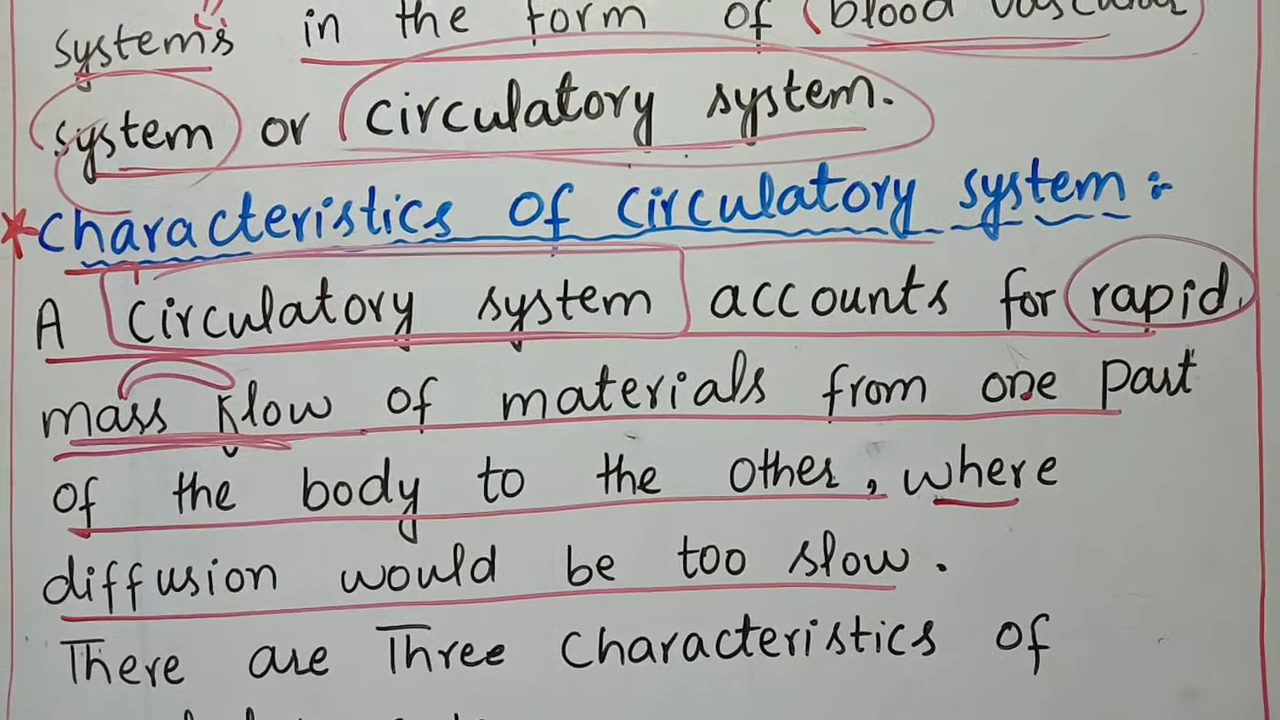 systems in the form of (blood vascular
system or circulatory system.
* Characteristics of circulatory system :-
A circulatory system accounts for rapid
mass flow of materials from one part
of the body to the other, where
diffusion would be too slow.
There are Three characteristics of